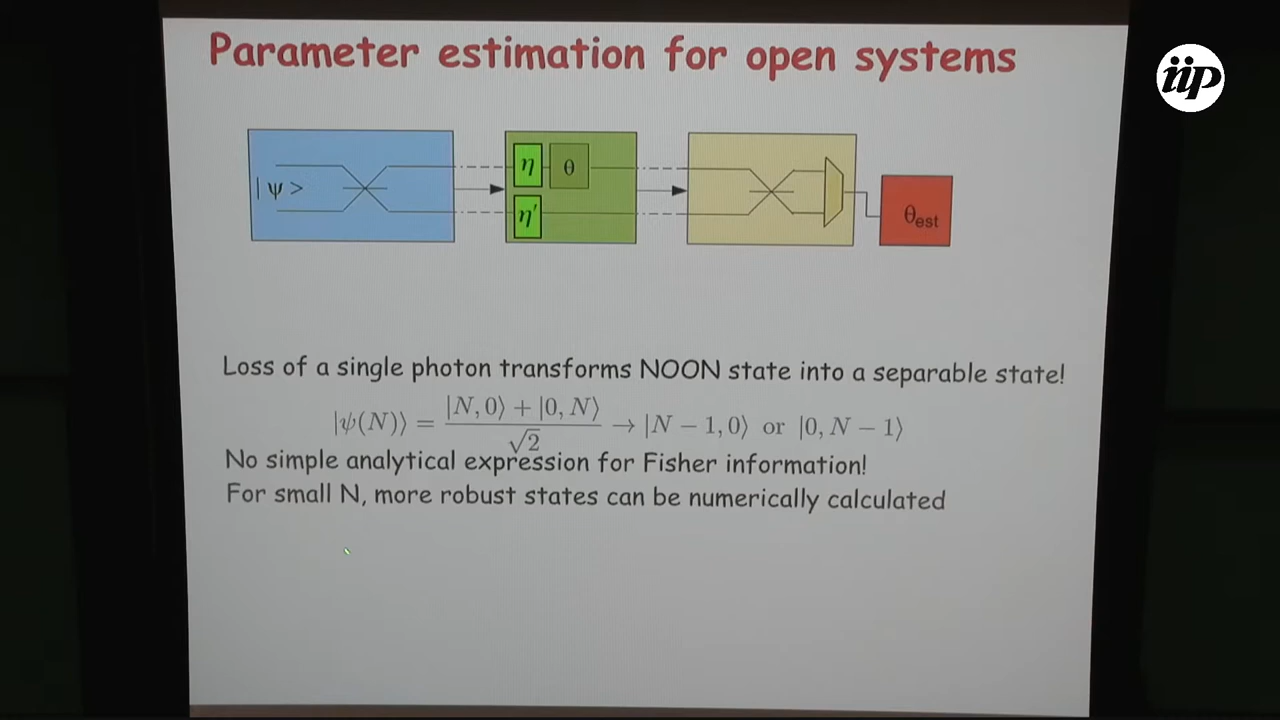 Parameter estimation for open systems
iip
| ψ >
η θ
η'
θest
Loss of a single photon transforms NOON state into a separable state!
|ψ(N)⟩ = |N, 0⟩ + |0, N⟩ / √2 → |N − 1, 0⟩ or |0, N − 1⟩
No simple analytical expression for Fisher information!
For small N, more robust states can be numerically calculated